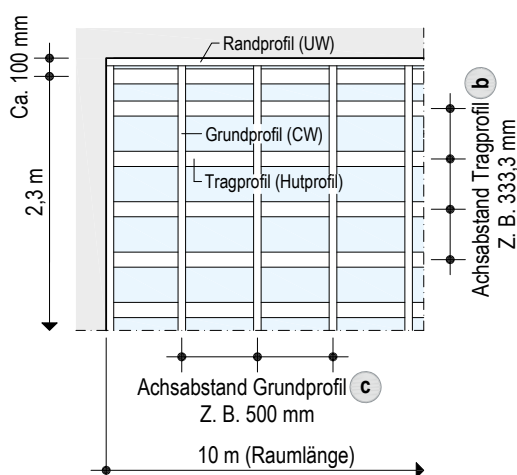 Randprofil (UW)
Ca. 100 mm
Grundprofil (CW)
Tragprofil (Hutprofil)
2,3 m
Achsabstand Tragprofil b
Z. B. 333,3 mm
Achsabstand Grundprofil c
Z. B. 500 mm
10 m (Raumlänge)